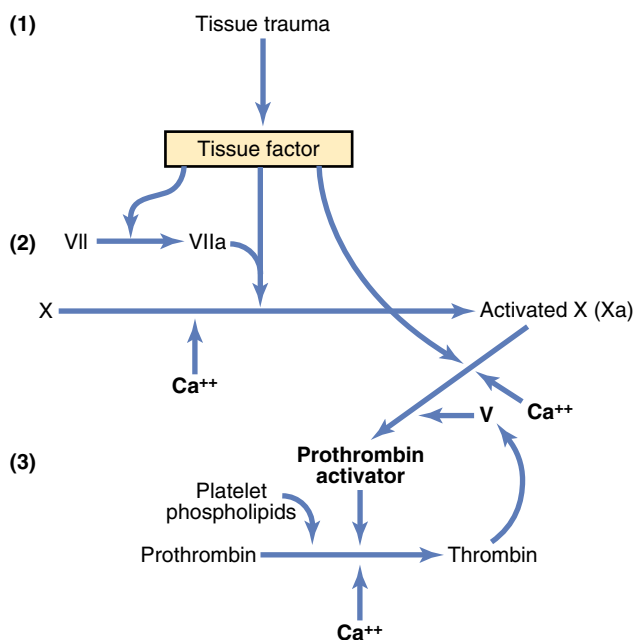 (1)
Tissue trauma
Tissue factor
(2)
VII
VIIa
X
Activated X (Xa)
Ca++
V
Ca++
(3)
Prothrombin
activator
Platelet
phospholipids
Prothrombin
Thrombin
Ca++